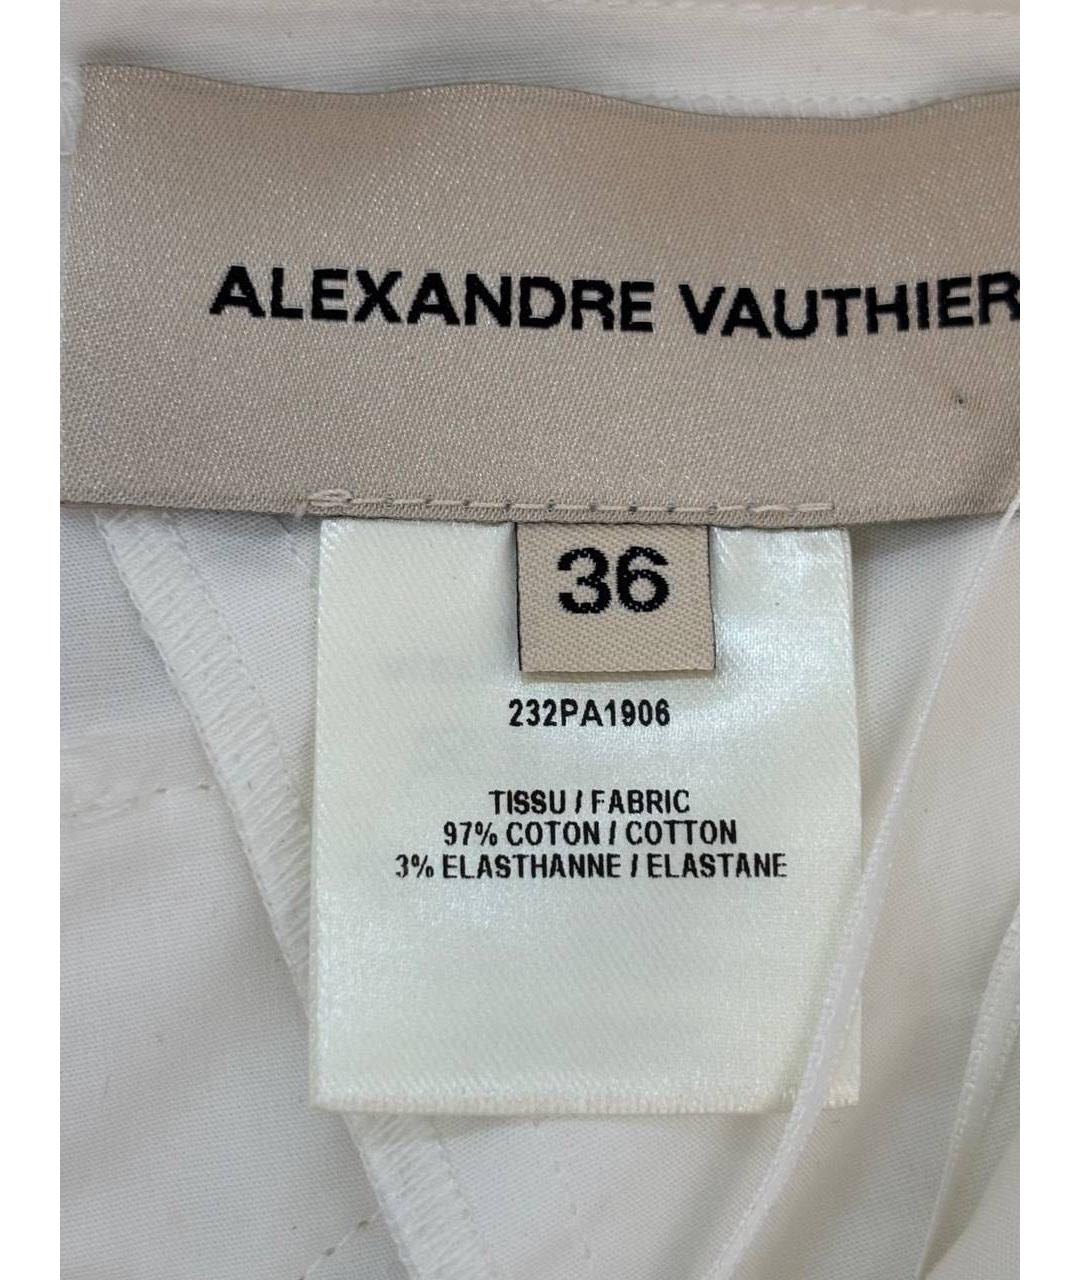 ALEXANDRE VAUTHIER
36
232PA1906
TISSU / FABRIC
97% COTON / COTTON
3% ELASTHANNE / ELASTANE